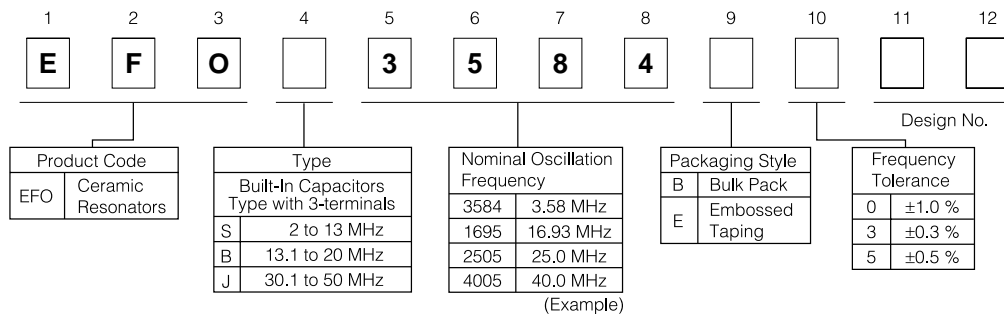 1 2 3 4 5 6 7 8 9 10 11 12
E F O 3 5 8 4
Design No.
Product Code
EFO Ceramic
Resonators
Type
Built-In Capacitors
Type with 3-terminals
S 2 to 13 MHz
B 13.1 to 20 MHz
J 30.1 to 50 MHz
Nominal Oscillation
Frequency
3584 3.58 MHz
1695 16.93 MHz
2505 25.0 MHz
4005 40.0 MHz
(Example)
Packaging Style
B Bulk Pack
E Embossed
Taping
Frequency
Tolerance
0 ±1.0 %
3 ±0.3 %
5 ±0.5 %